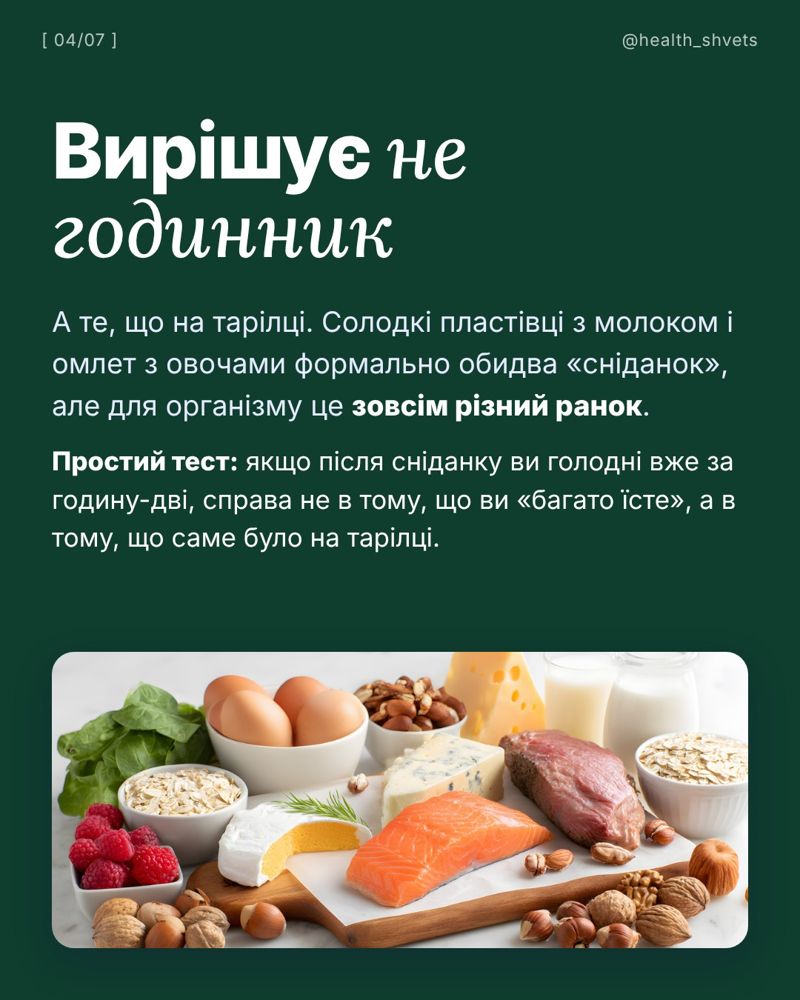 [ 04/07 ]
@health_shvets
Вирішує не
годинник
А те, що на тарілці. Солодкі пластівці з молоком і
омлет з овочами формально обидва «сніданок»,
але для організму це зовсім різний ранок.
Простий тест: якщо після сніданку ви голодні вже за
годину-дві, справа не в тому, що ви «багато їсте», а в
тому, що саме було на тарілці.